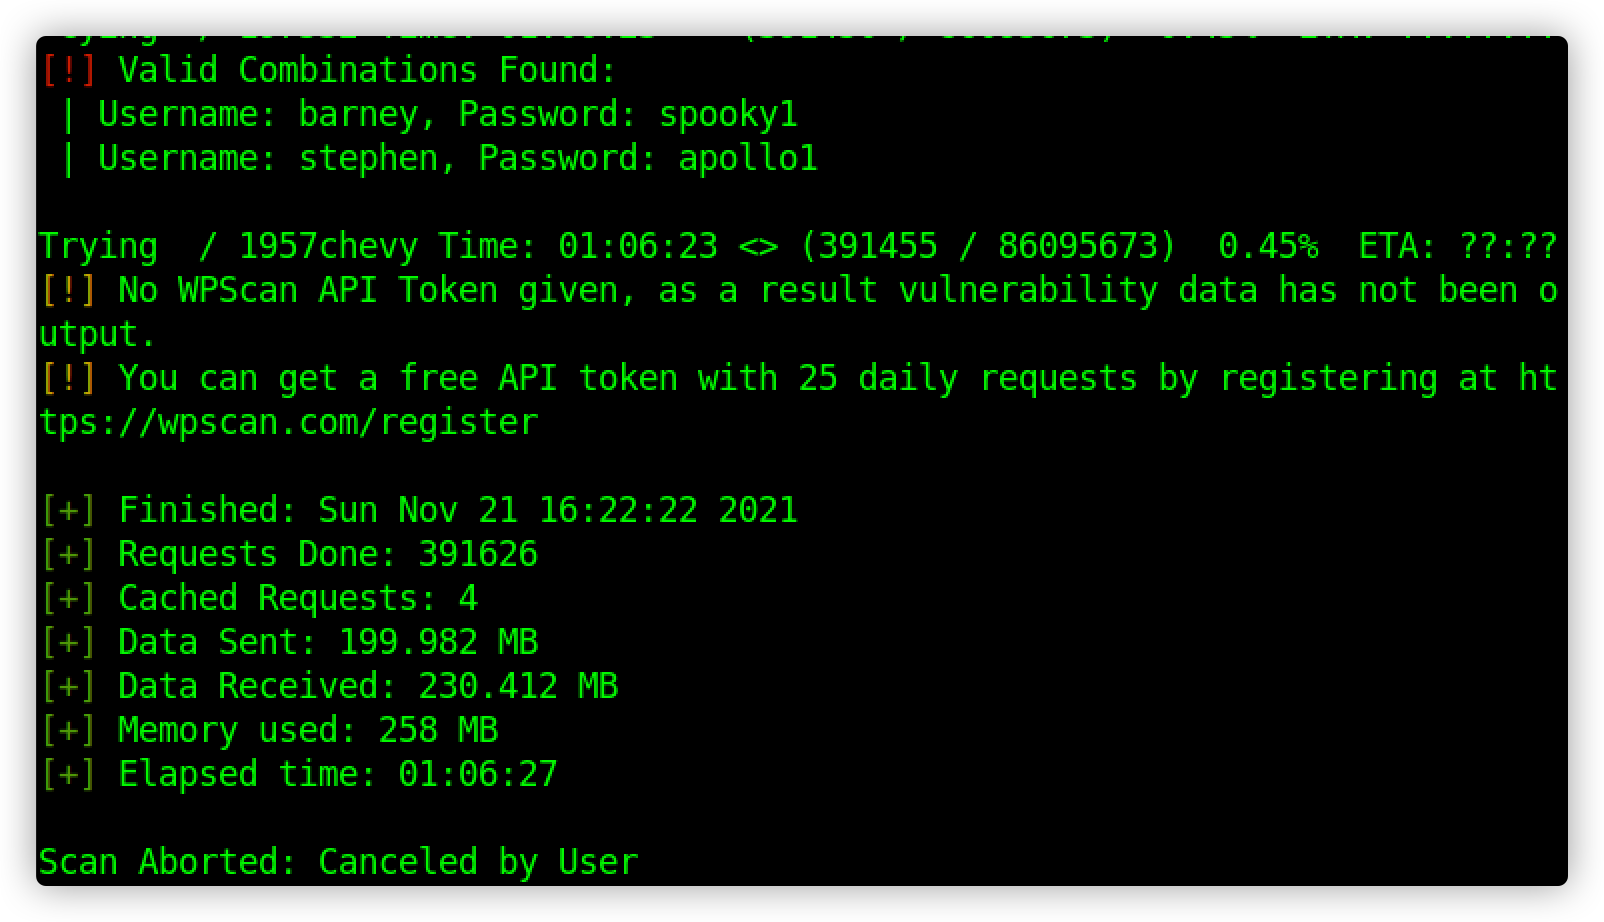 [!] Valid Combinations Found:
 | Username: barney, Password: spooky1
 | Username: stephen, Password: apollo1
Trying  / 1957chevy Time: 01:06:23 <> (391455 / 86095673)  0.45%  ETA: ??:??
[!] No WPScan API Token given, as a result vulnerability data has not been o
utput.
[!] You can get a free API token with 25 daily requests by registering at ht
tps://wpscan.com/register
[+] Finished: Sun Nov 21 16:22:22 2021
[+] Requests Done: 391626
[+] Cached Requests: 4
[+] Data Sent: 199.982 MB
[+] Data Received: 230.412 MB
[+] Memory used: 258 MB
[+] Elapsed time: 01:06:27
Scan Aborted: Canceled by User